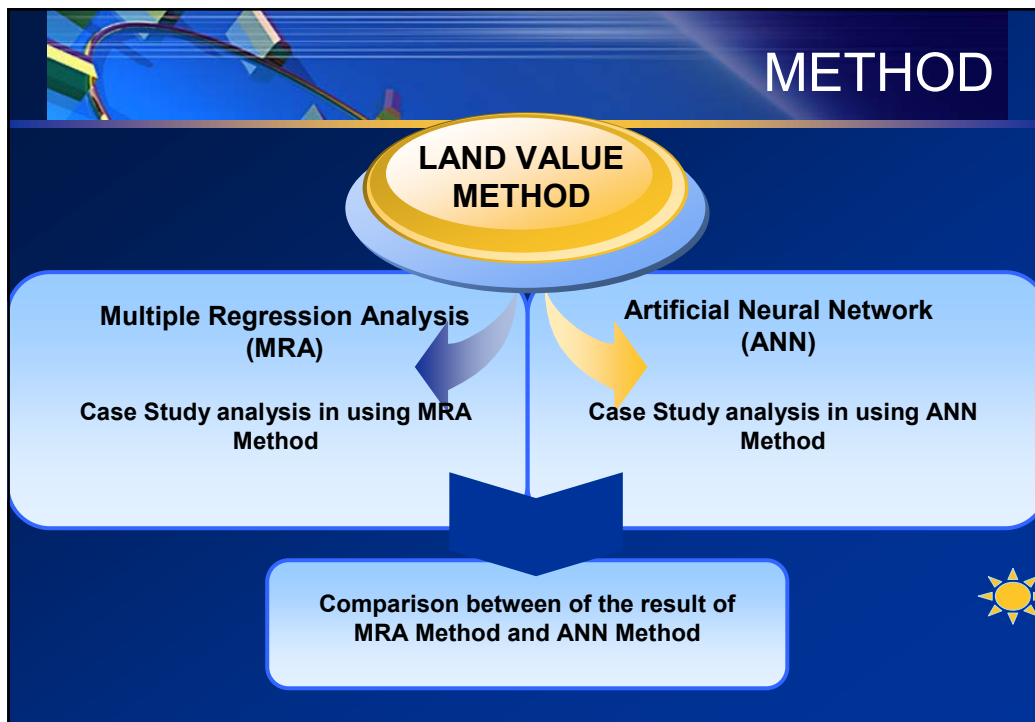 METHOD
LAND VALUE
METHOD
Multiple Regression Analysis
(MRA)
Case Study analysis in using MRA
Method
Artificial Neural Network
(ANN)
Case Study analysis in using ANN
Method
Comparison between of the result of
MRA Method and ANN Method